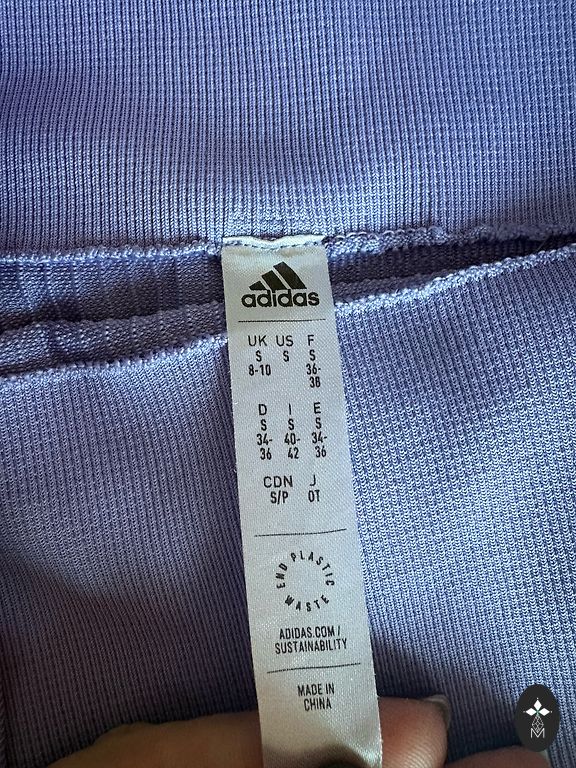 adidas
UK US F
S S S
8-10 36-
38
D I E
S S S
34- 40- 34-
36 42 36
CDN J
S/P OT
END PLASTIC WASTE
ADIDAS.COM/
SUSTAINABILITY
MADE IN
CHINA
M